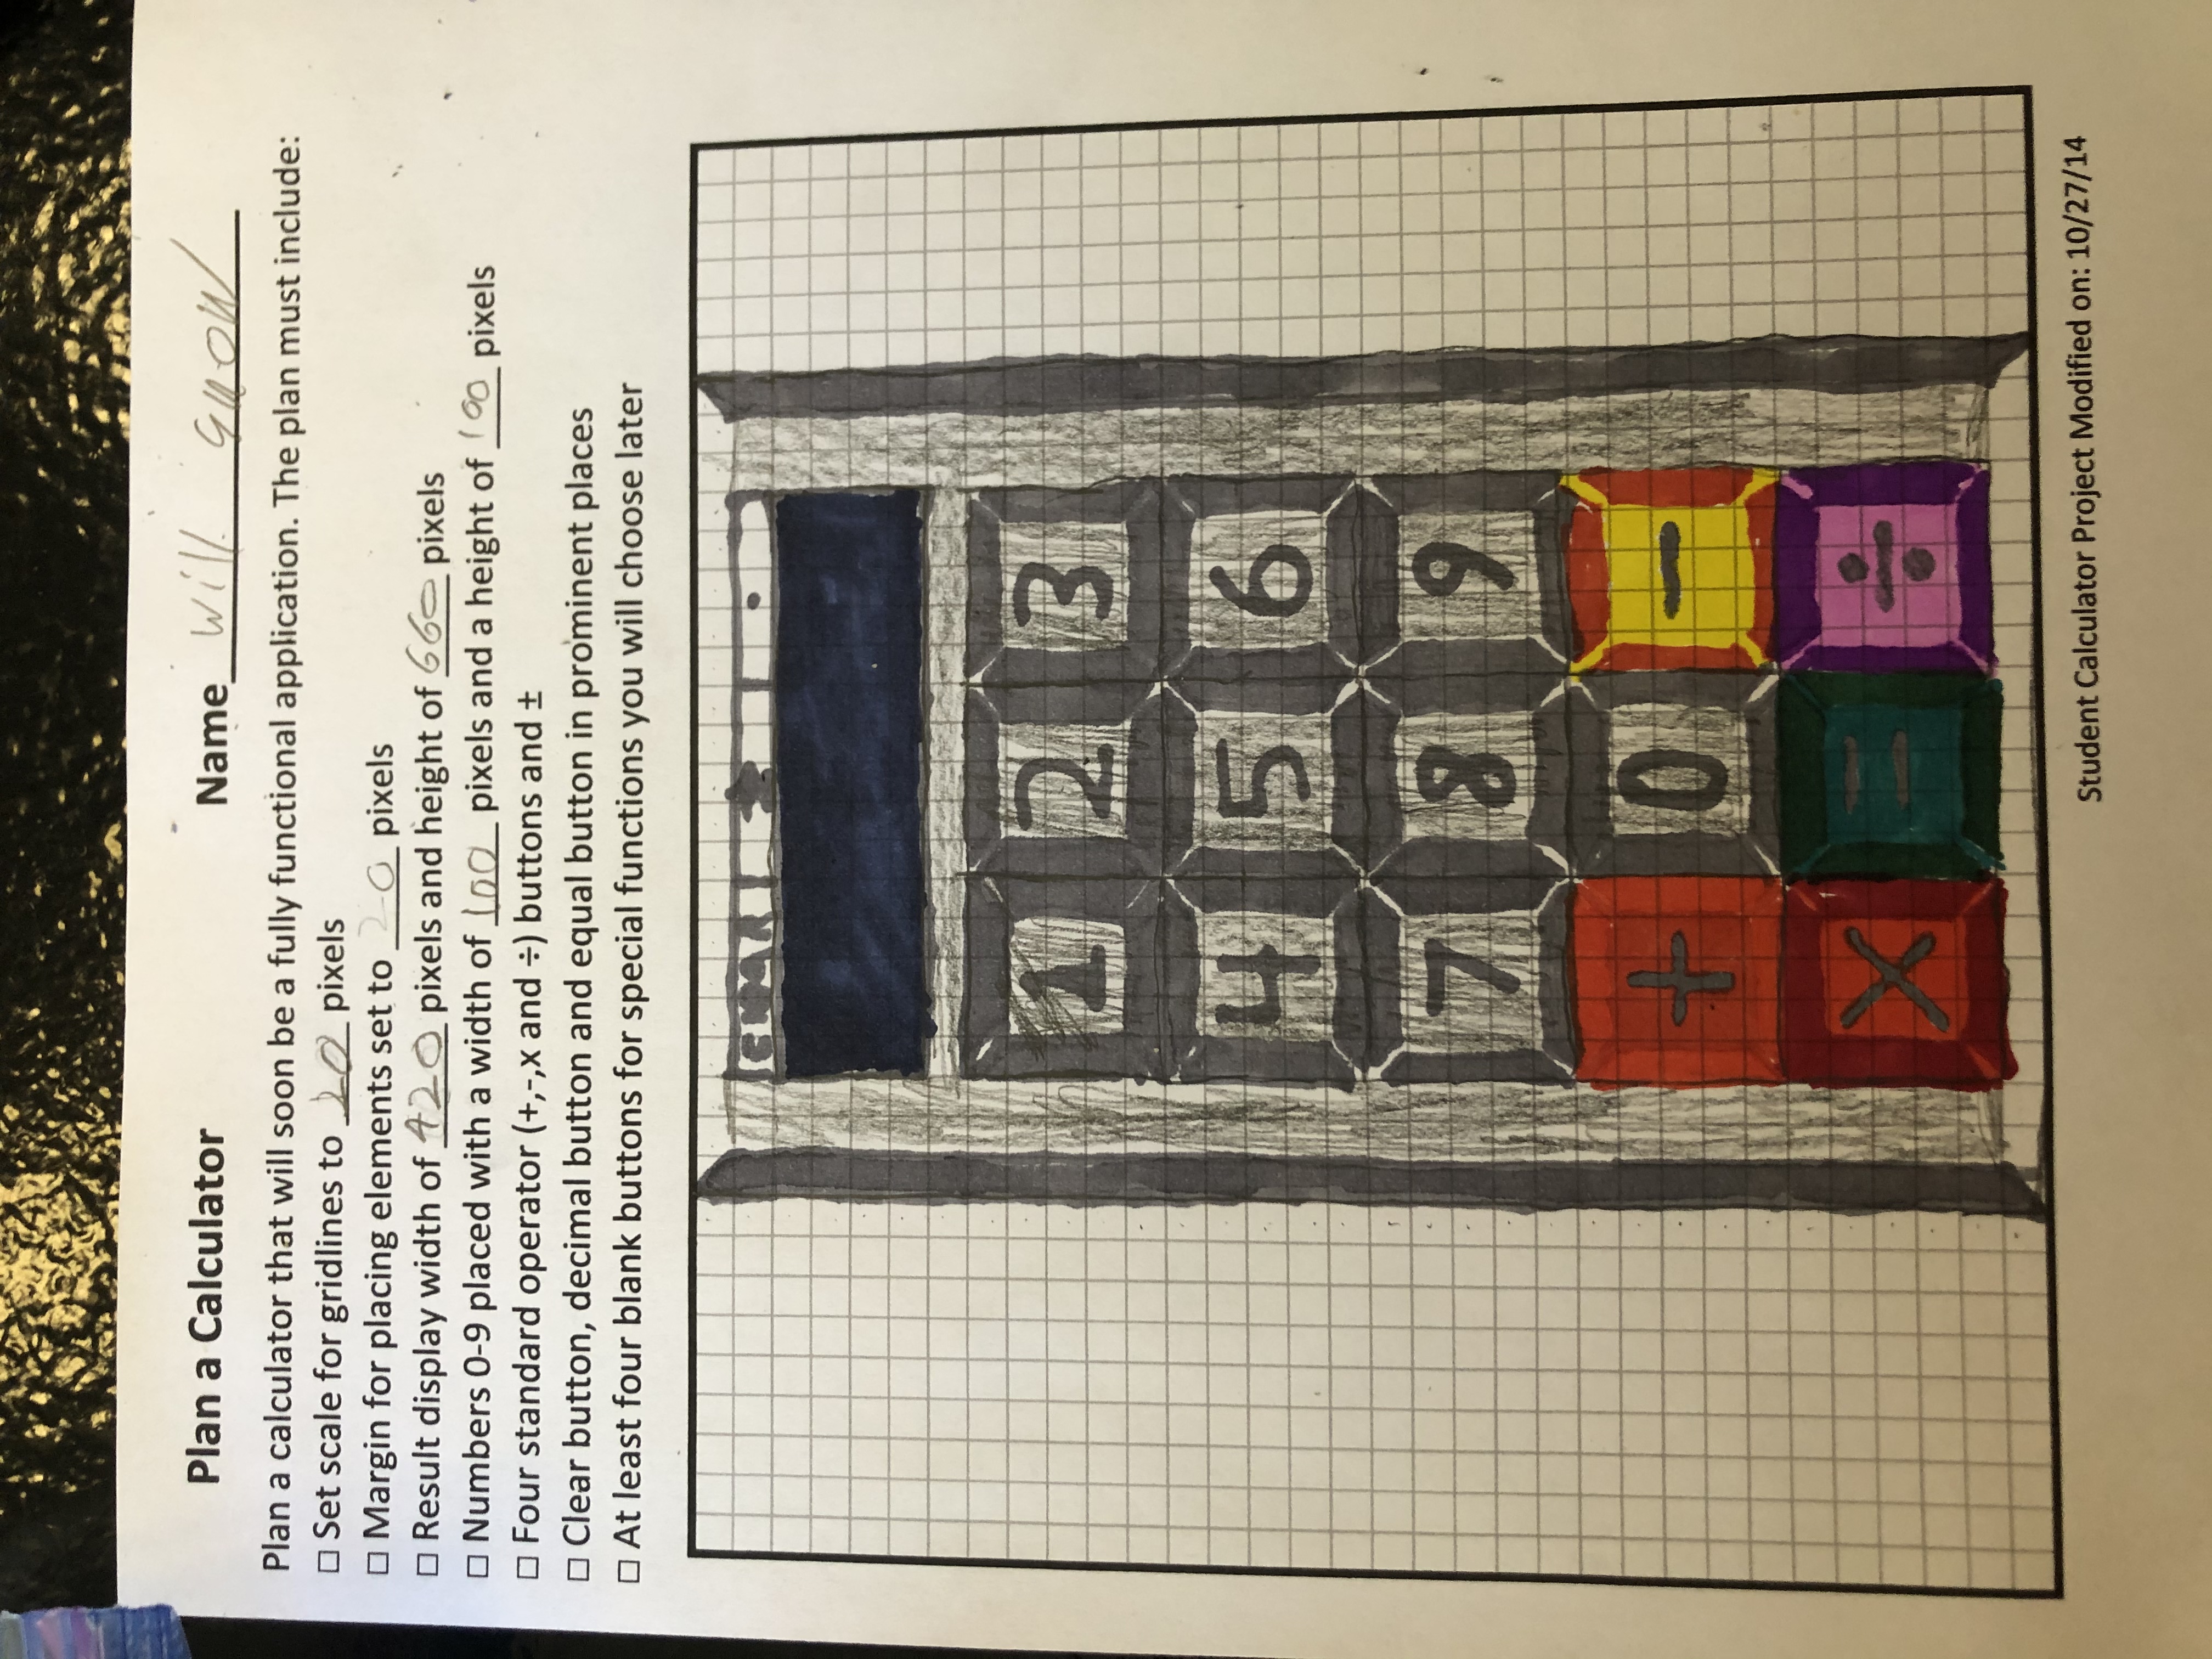 Plan a Calculator Name will snow
Plan a calculator that will soon be a fully functional application. The plan must include:
☐ Set scale for gridlines to 20 pixels
☐ Margin for placing elements set to 20 pixels
☐ Result display width of 420 pixels and height of 660 pixels
☐ Numbers 0-9 placed with a width of 100 pixels and a height of 100 pixels
☐ Four standard operator (+,-,x and ÷) buttons and ±
☐ Clear button, decimal button and equal button in prominent places
☐ At least four blank buttons for special functions you will choose later
±  .
1 2 3
4 5 6
7 8 9
+ 0 -
X = ÷
Student Calculator Project Modified on: 10/27/14